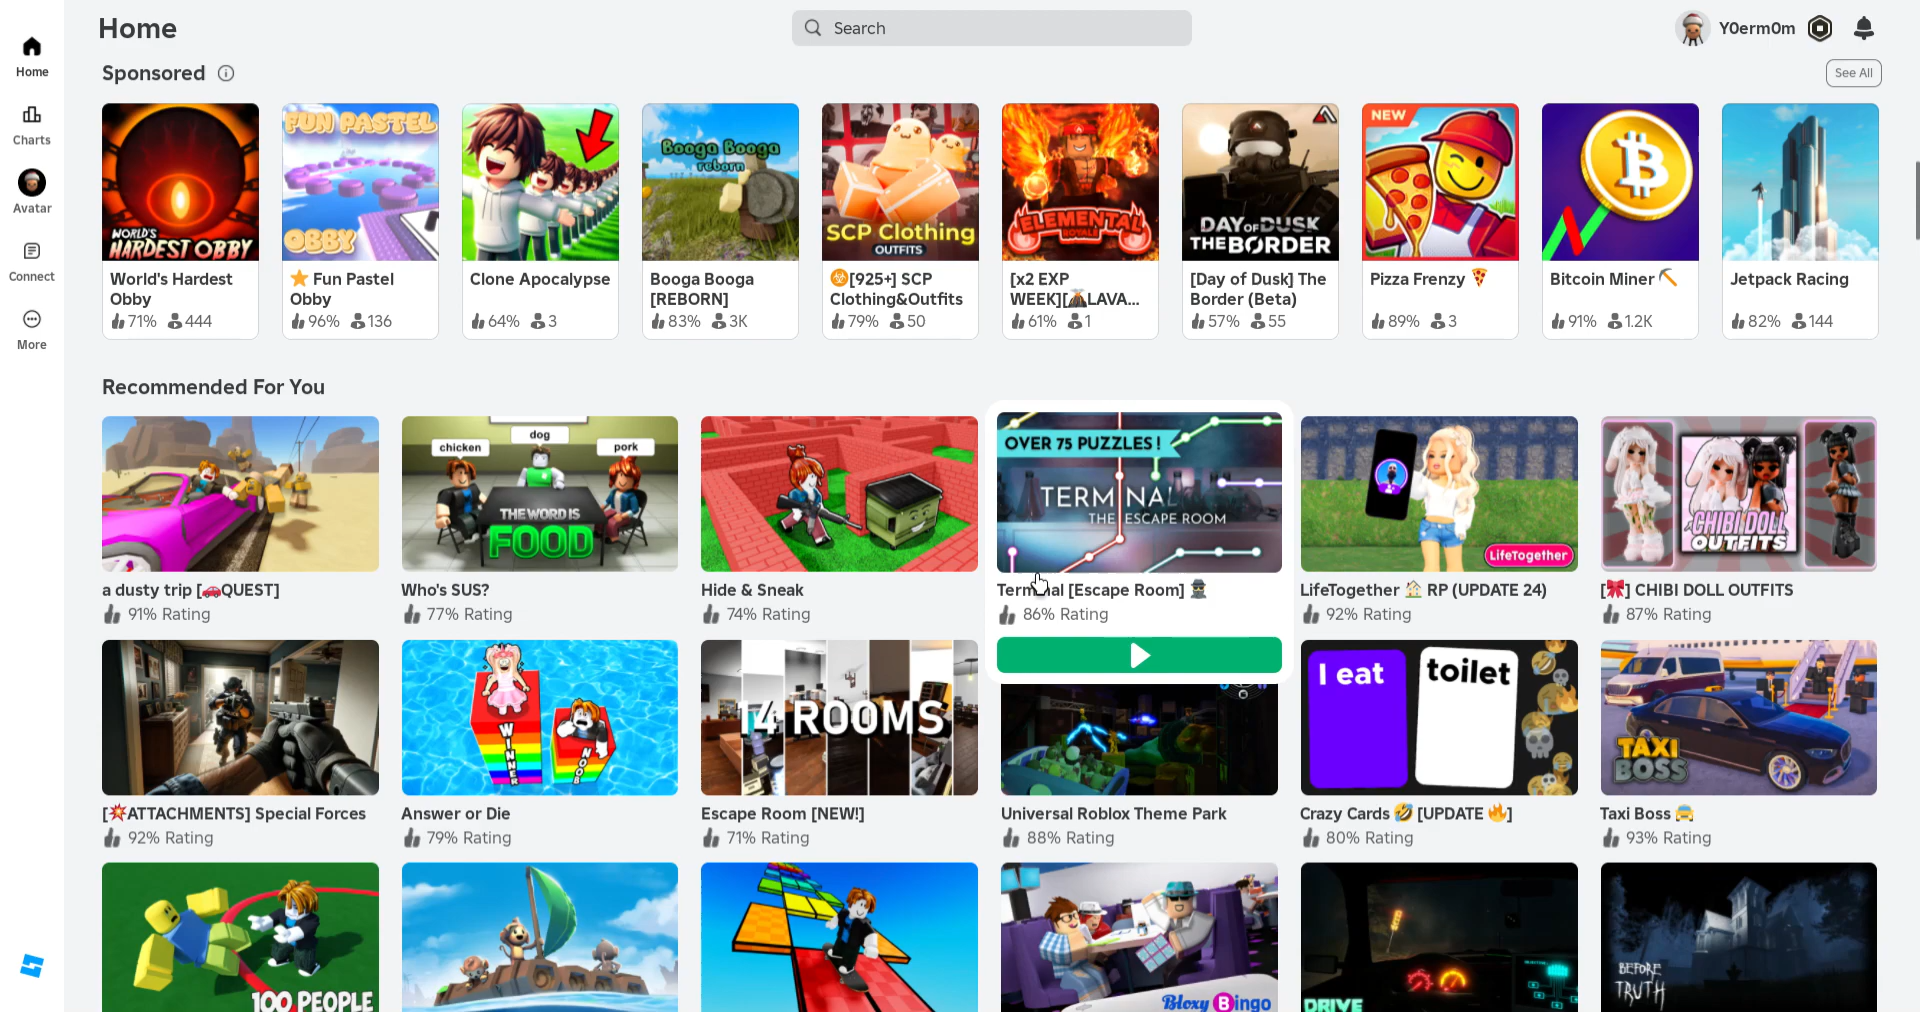 Home
Search
Y0erm0m
Home
Charts
Avatar
Connect
More
Sponsored
See All
WORLD'S
HARDEST OBBY
World's Hardest
Obby
71% 444
FUN PASTEL
OBBY
Fun Pastel
Obby
96% 136
Clone Apocalypse
64% 3
Booga Booga
reborn
Booga Booga
[REBORN]
83% 3K
SCP Clothing
OUTFITS
[925+] SCP
Clothing&Outfits
79% 50
ELEMENTAL
ROYALE
[x2 EXP
WEEK][🌋LAVA...
61% 1
DAY OF DUSK
THE BORDER
[Day of Dusk] The
Border (Beta)
57% 55
NEW
Pizza Frenzy 🍕
89% 3
Bitcoin Miner ⛏️
91% 1.2K
Jetpack Racing
82% 144
Recommended For You
a dusty trip [🚗QUEST]
91% Rating
chicken
dog
pork
THE WORD IS
FOOD
Who's SUS?
77% Rating
Hide & Sneak
74% Rating
OVER 75 PUZZLES !
TERMINAL
THE ESCAPE ROOM
Terminal [Escape Room]
86% Rating
LifeTogether
LifeTogether 🏠 RP (UPDATE 24)
92% Rating
CHIBI DOLL
OUTFITS
[🎀] CHIBI DOLL OUTFITS
87% Rating
[💥ATTACHMENTS] Special Forces
92% Rating
WINNER
NOOB
Answer or Die
79% Rating
14 ROOMS
Escape Room [NEW!]
71% Rating
Universal Roblox Theme Park
88% Rating
I eat
toilet
Crazy Cards 🤣 [UPDATE 🔥]
80% Rating
TAXI
BOSS
Taxi Boss 🚖
93% Rating
100 PEOPLE
Bloxy Bingo
DRIVE
BEFORE
TRUTH